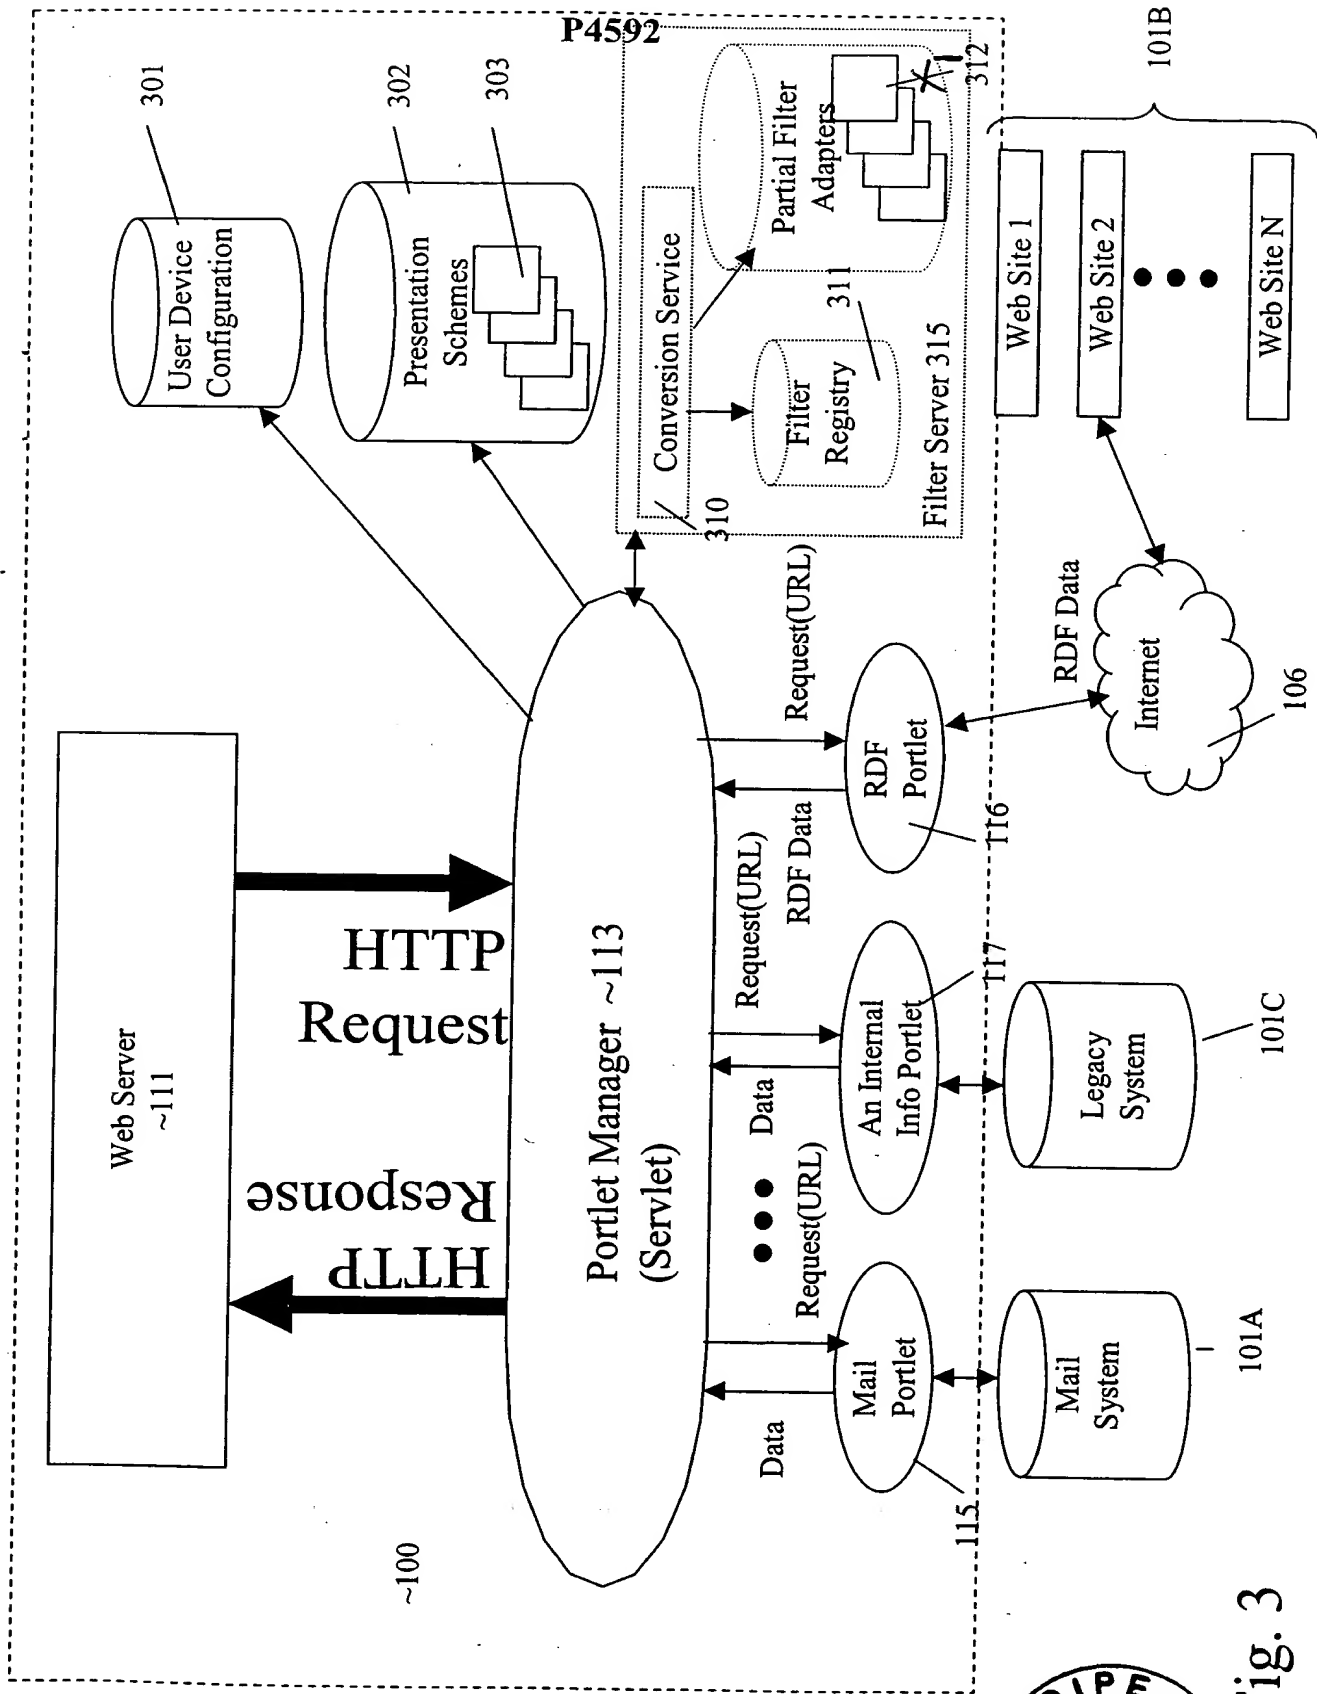 P4592
Web Server
~111
HTTP
Request
HTTP
Response
~100
Portlet Manager ~113
(Servlet)
User Device
Configuration
301
Presentation
Schemes
302
303
Conversion Service
310
Filter
Registry
311
Partial Filter
Adapters
312
Filter Server 315
Data
Request(URL)
Data
Request(URL)
RDF Data
Request(URL)
Mail
Portlet
115
An Internal
Info Portlet
117
RDF
Portlet
116
Mail
System
101A
Legacy
System
101C
RDF Data
Internet
106
Web Site 1
Web Site 2
Web Site N
101B
ig. 3
OIPE